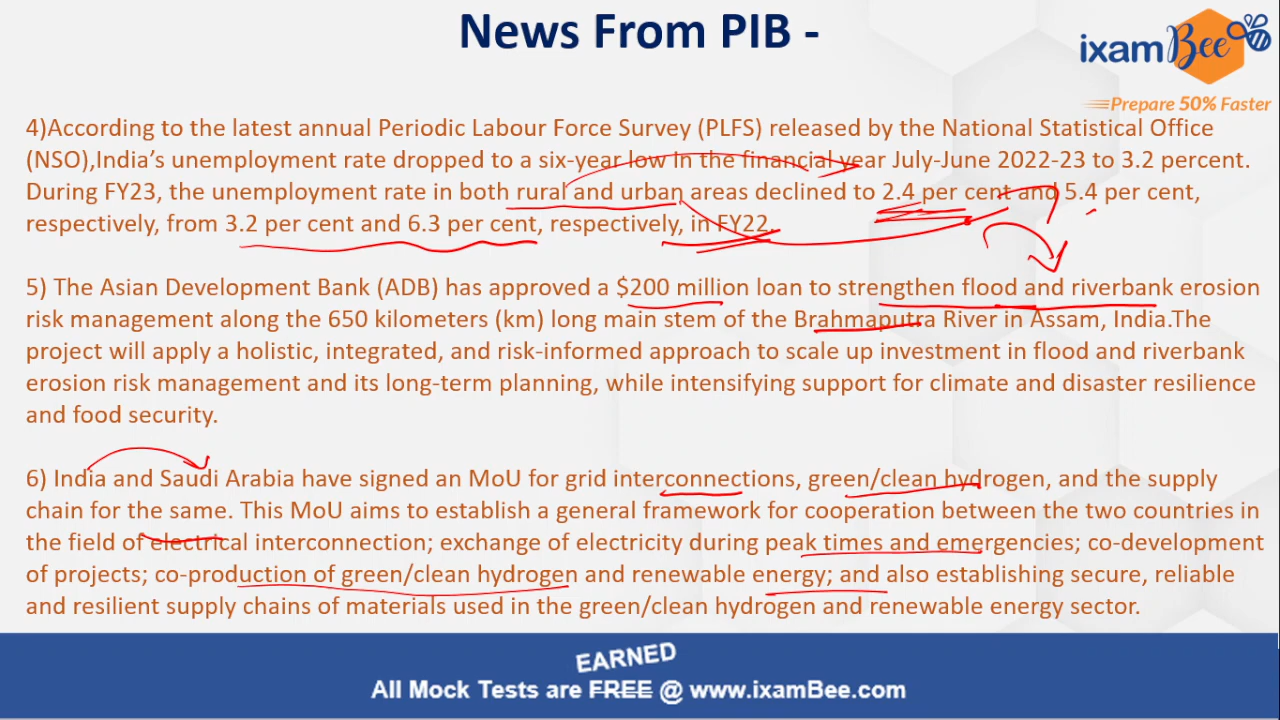 News From PIB -
ixamBee
Prepare 50% Faster
4)According to the latest annual Periodic Labour Force Survey (PLFS) released by the National Statistical Office
(NSO),India's unemployment rate dropped to a six-year low in the financial year July-June 2022-23 to 3.2 percent.
During FY23, the unemployment rate in both rural and urban areas declined to 2.4 per cent and 5.4 per cent,
respectively, from 3.2 per cent and 6.3 per cent, respectively, in FY22.
5) The Asian Development Bank (ADB) has approved a $200 million loan to strengthen flood and riverbank erosion
risk management along the 650 kilometers (km) long main stem of the Brahmaputra River in Assam, India.The
project will apply a holistic, integrated, and risk-informed approach to scale up investment in flood and riverbank
erosion risk management and its long-term planning, while intensifying support for climate and disaster resilience
and food security.
6) India and Saudi Arabia have signed an MoU for grid interconnections, green/clean hydrogen, and the supply
chain for the same. This MoU aims to establish a general framework for cooperation between the two countries in
the field of electrical interconnection; exchange of electricity during peak times and emergencies; co-development
of projects; co-production of green/clean hydrogen and renewable energy; and also establishing secure, reliable
and resilient supply chains of materials used in the green/clean hydrogen and renewable energy sector.
EARNED
All Mock Tests are FREE @ www.ixamBee.com